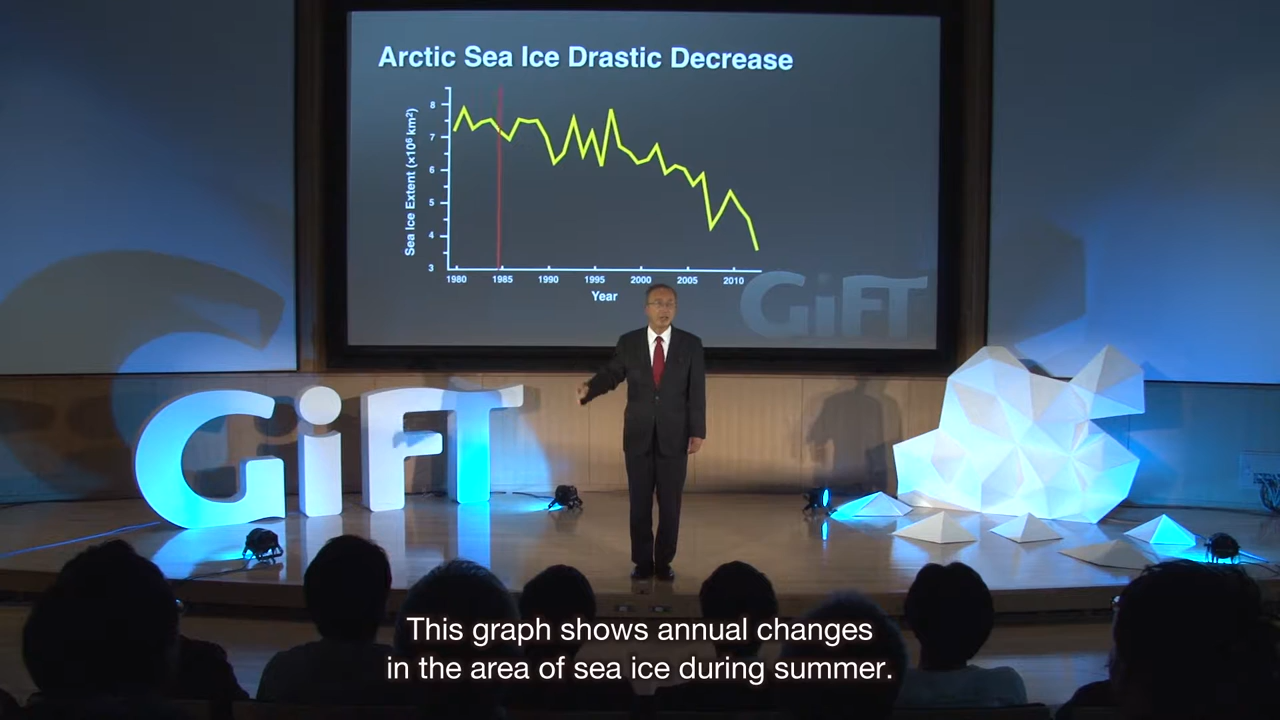 Arctic Sea Ice Drastic Decrease
Sea Ice Extent (×10⁶ km²)
8
7
6
5
4
3
1980 1985 1990 1995 2000 2005 2010
Year
GiFT
GiFT
This graph shows annual changes
in the area of sea ice during summer.